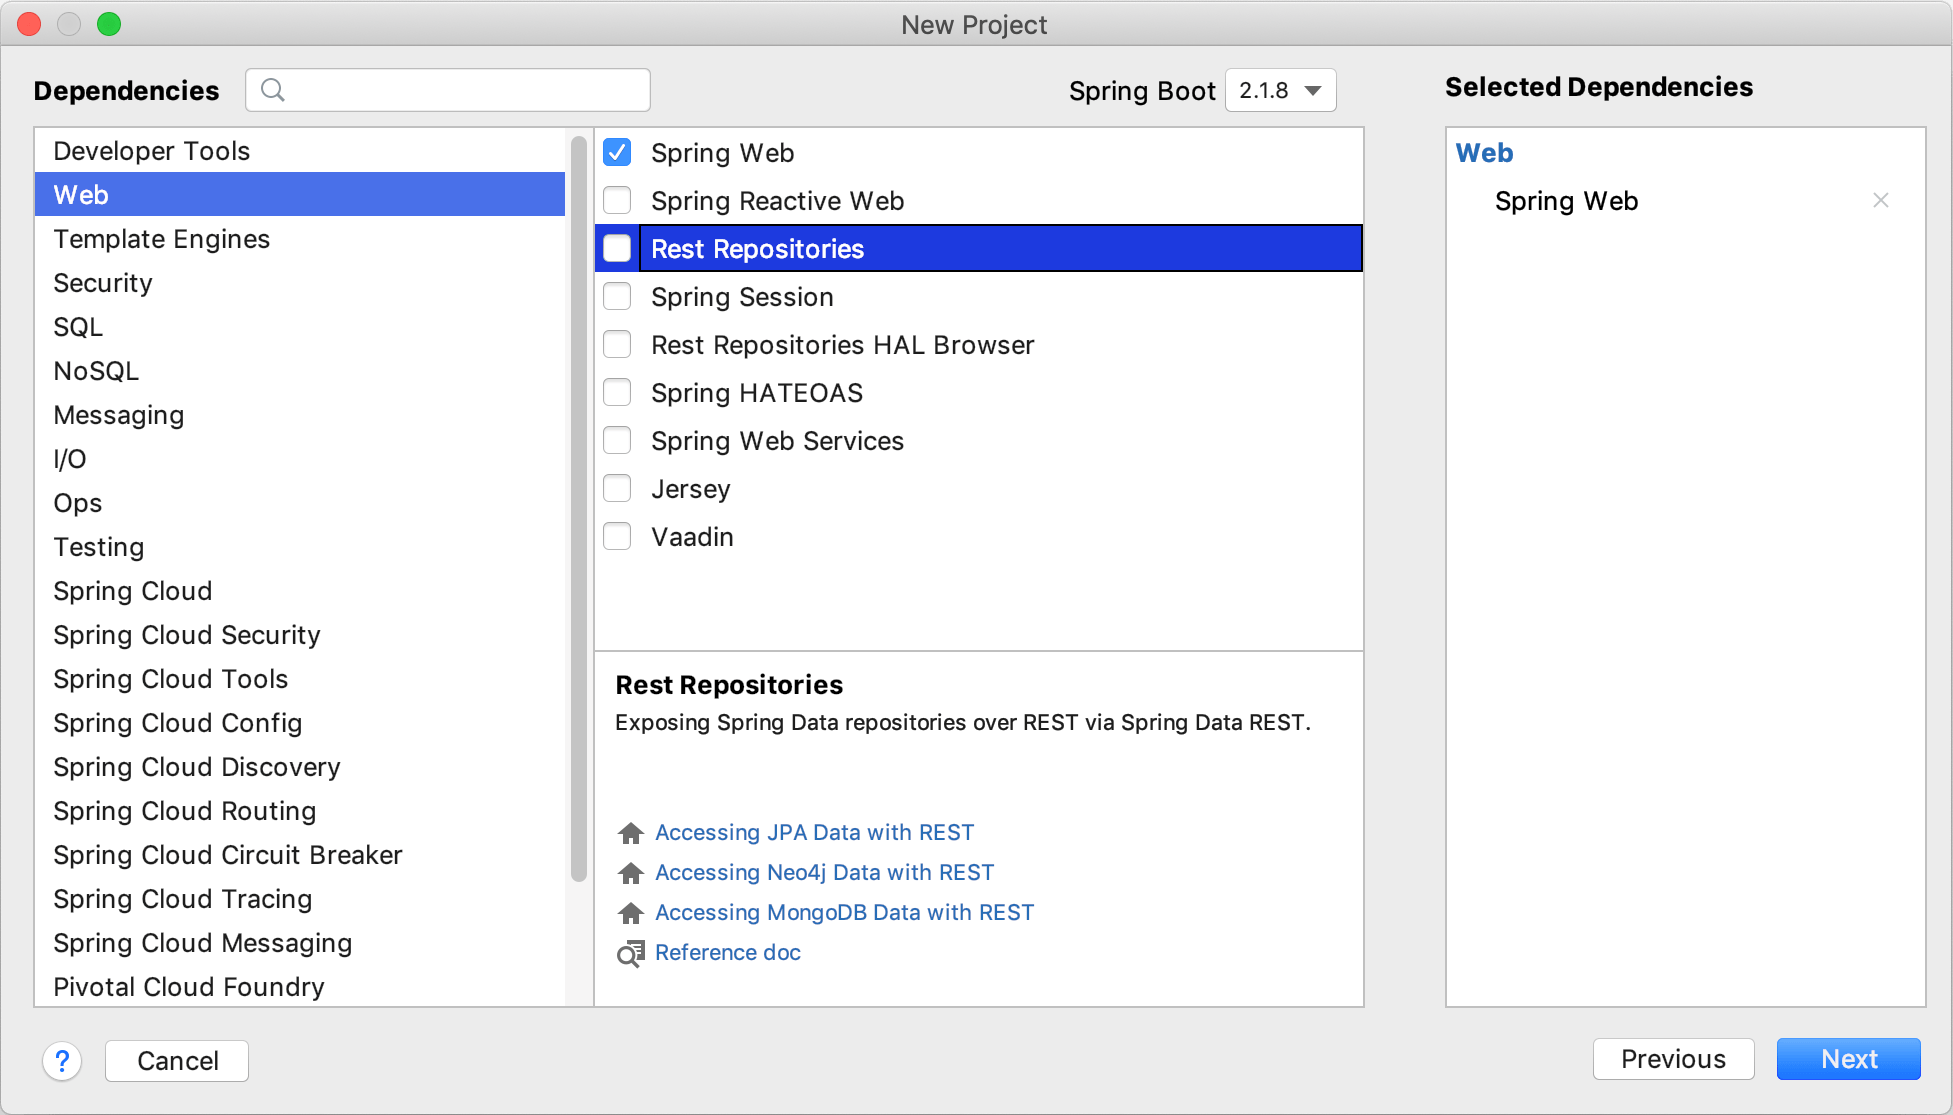 New Project
Dependencies
Spring Boot 2.1.8
Selected Dependencies
Developer Tools
Web
Template Engines
Security
SQL
NoSQL
Messaging
I/O
Ops
Testing
Spring Cloud
Spring Cloud Security
Spring Cloud Tools
Spring Cloud Config
Spring Cloud Discovery
Spring Cloud Routing
Spring Cloud Circuit Breaker
Spring Cloud Tracing
Spring Cloud Messaging
Pivotal Cloud Foundry
Spring Web
Spring Reactive Web
Rest Repositories
Spring Session
Rest Repositories HAL Browser
Spring HATEOAS
Spring Web Services
Jersey
Vaadin
Rest Repositories
Exposing Spring Data repositories over REST via Spring Data REST.
Accessing JPA Data with REST
Accessing Neo4j Data with REST
Accessing MongoDB Data with REST
Reference doc
Web
Spring Web
?
Cancel
Previous
Next